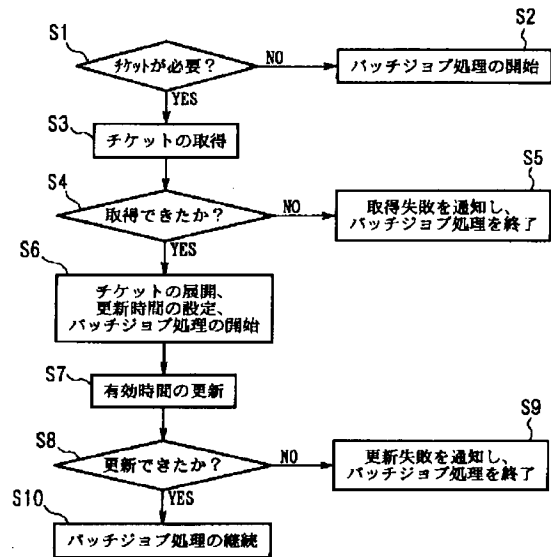 S1
チケットが必要?
NO
S2
バッチジョブ処理の開始
YES
S3
チケットの取得
S4
取得できたか?
NO
S5
取得失敗を通知し、
バッチジョブ処理を終了
YES
S6
チケットの展開、
更新時間の設定、
バッチジョブ処理の開始
S7
有効時間の更新
S8
更新できたか?
NO
S9
更新失敗を通知し、
バッチジョブ処理を終了
YES
S10
バッチジョブ処理の継続